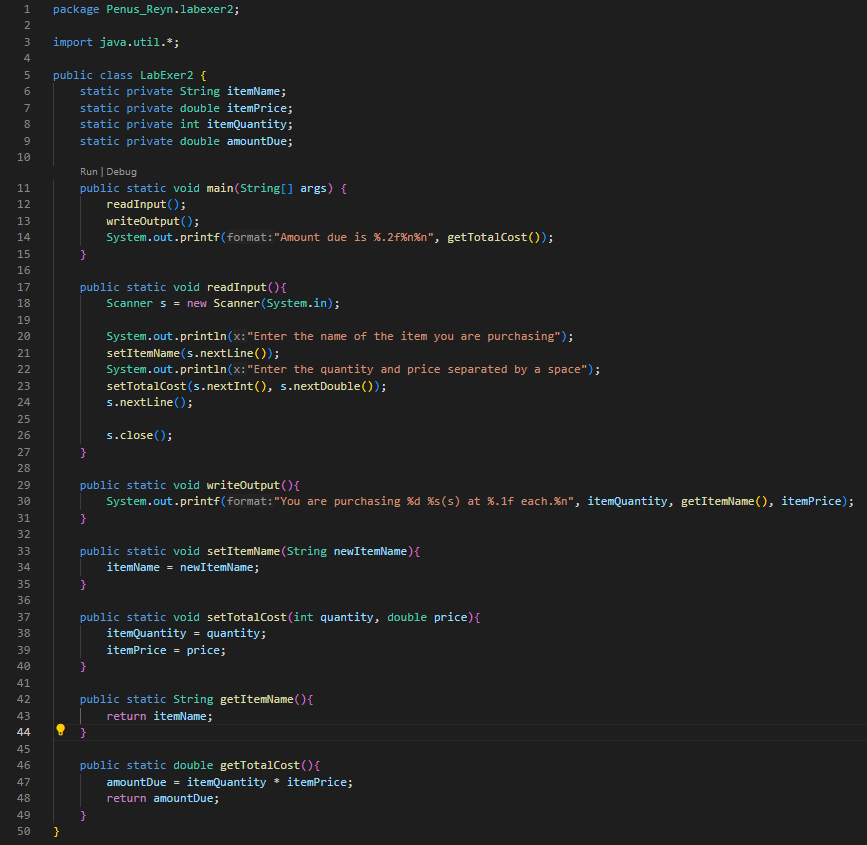 1 package Penus_Reyn.labexer2;
2
3 import java.util.*;
4
5 public class LabExer2 {
6     static private String itemName;
7     static private double itemPrice;
8     static private int itemQuantity;
9     static private double amountDue;
10
Run | Debug
11     public static void main(String[] args) {
12         readInput();
13         writeOutput();
14         System.out.printf(format:"Amount due is %.2f%n%n", getTotalCost());
15     }
16
17     public static void readInput(){
18         Scanner s = new Scanner(System.in);
19
20         System.out.println(x:"Enter the name of the item you are purchasing");
21         setItemName(s.nextLine());
22         System.out.println(x:"Enter the quantity and price separated by a space");
23         setTotalCost(s.nextInt(), s.nextDouble());
24         s.nextLine();
25
26         s.close();
27     }
28
29     public static void writeOutput(){
30         System.out.printf(format:"You are purchasing %d %s(s) at %.1f each.%n", itemQuantity, getItemName(), itemPrice);
31     }
32
33     public static void setItemName(String newItemName){
34         itemName = newItemName;
35     }
36
37     public static void setTotalCost(int quantity, double price){
38         itemQuantity = quantity;
39         itemPrice = price;
40     }
41
42     public static String getItemName(){
43         return itemName;
44     }
45
46     public static double getTotalCost(){
47         amountDue = itemQuantity * itemPrice;
48         return amountDue;
49     }
50 }